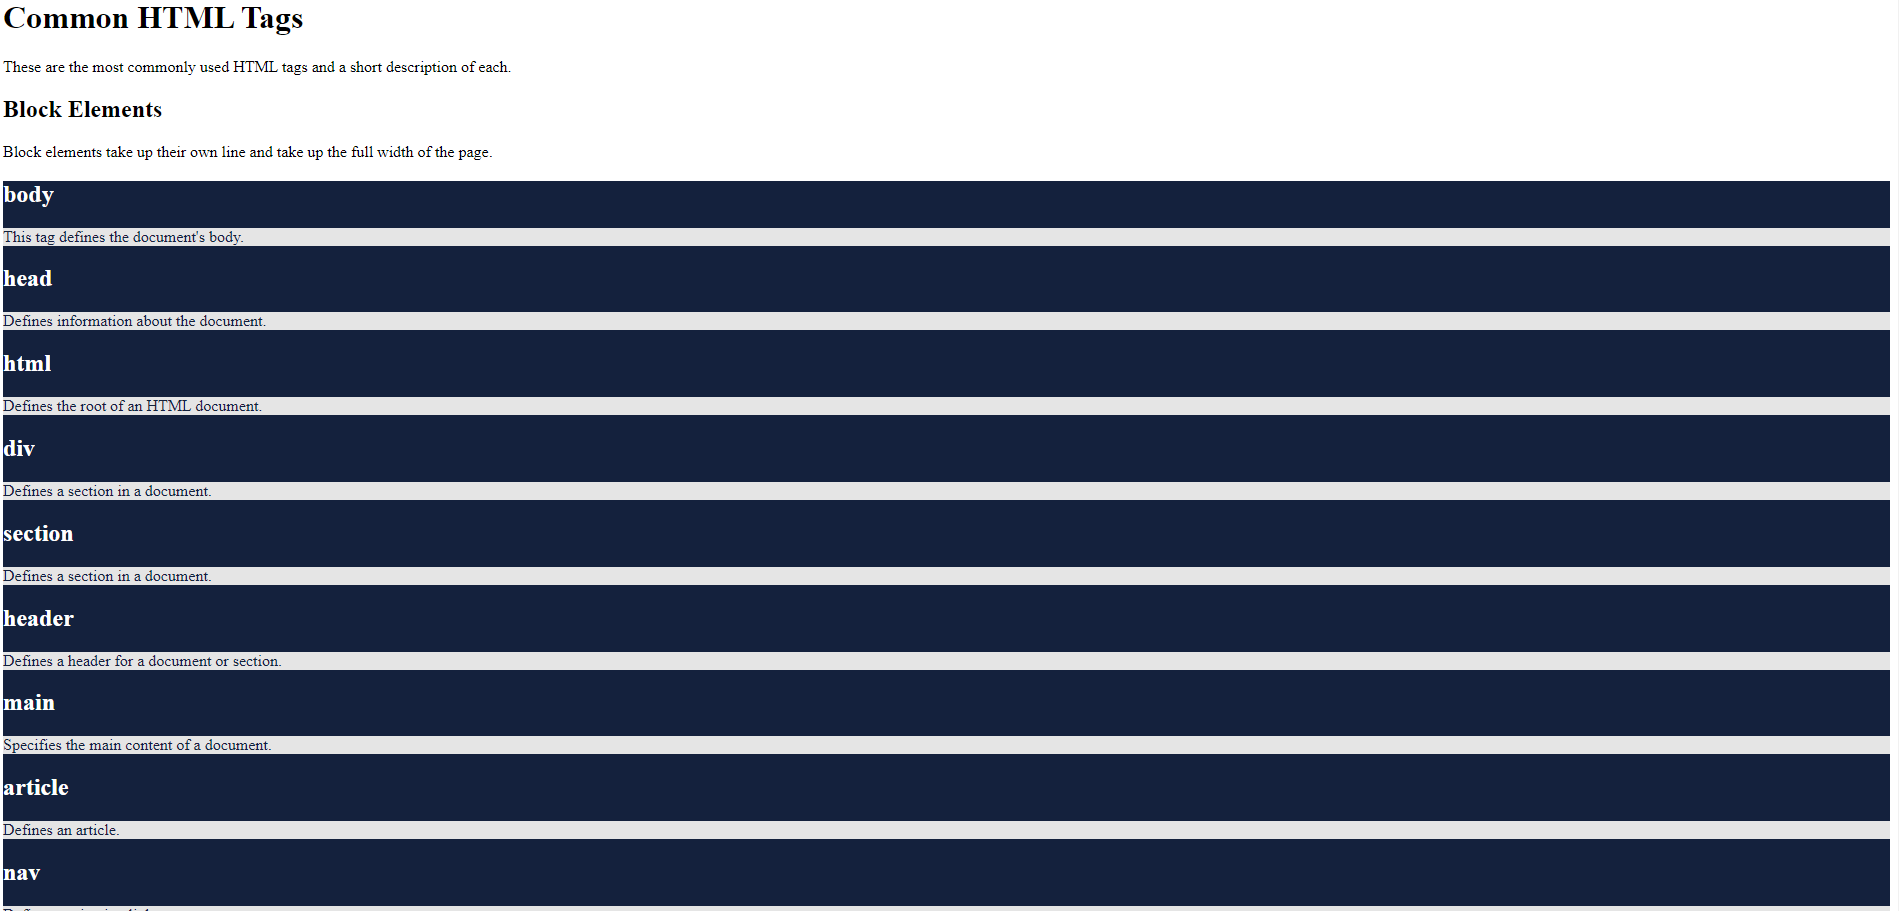 Common HTML Tags
These are the most commonly used HTML tags and a short description of each.
Block Elements
Block elements take up their own line and take up the full width of the page.
body
This tag defines the document's body.
head
Defines information about the document.
html
Defines the root of an HTML document.
div
Defines a section in a document.
section
Defines a section in a document.
header
Defines a header for a document or section.
main
Specifies the main content of a document.
article
Defines an article.
nav